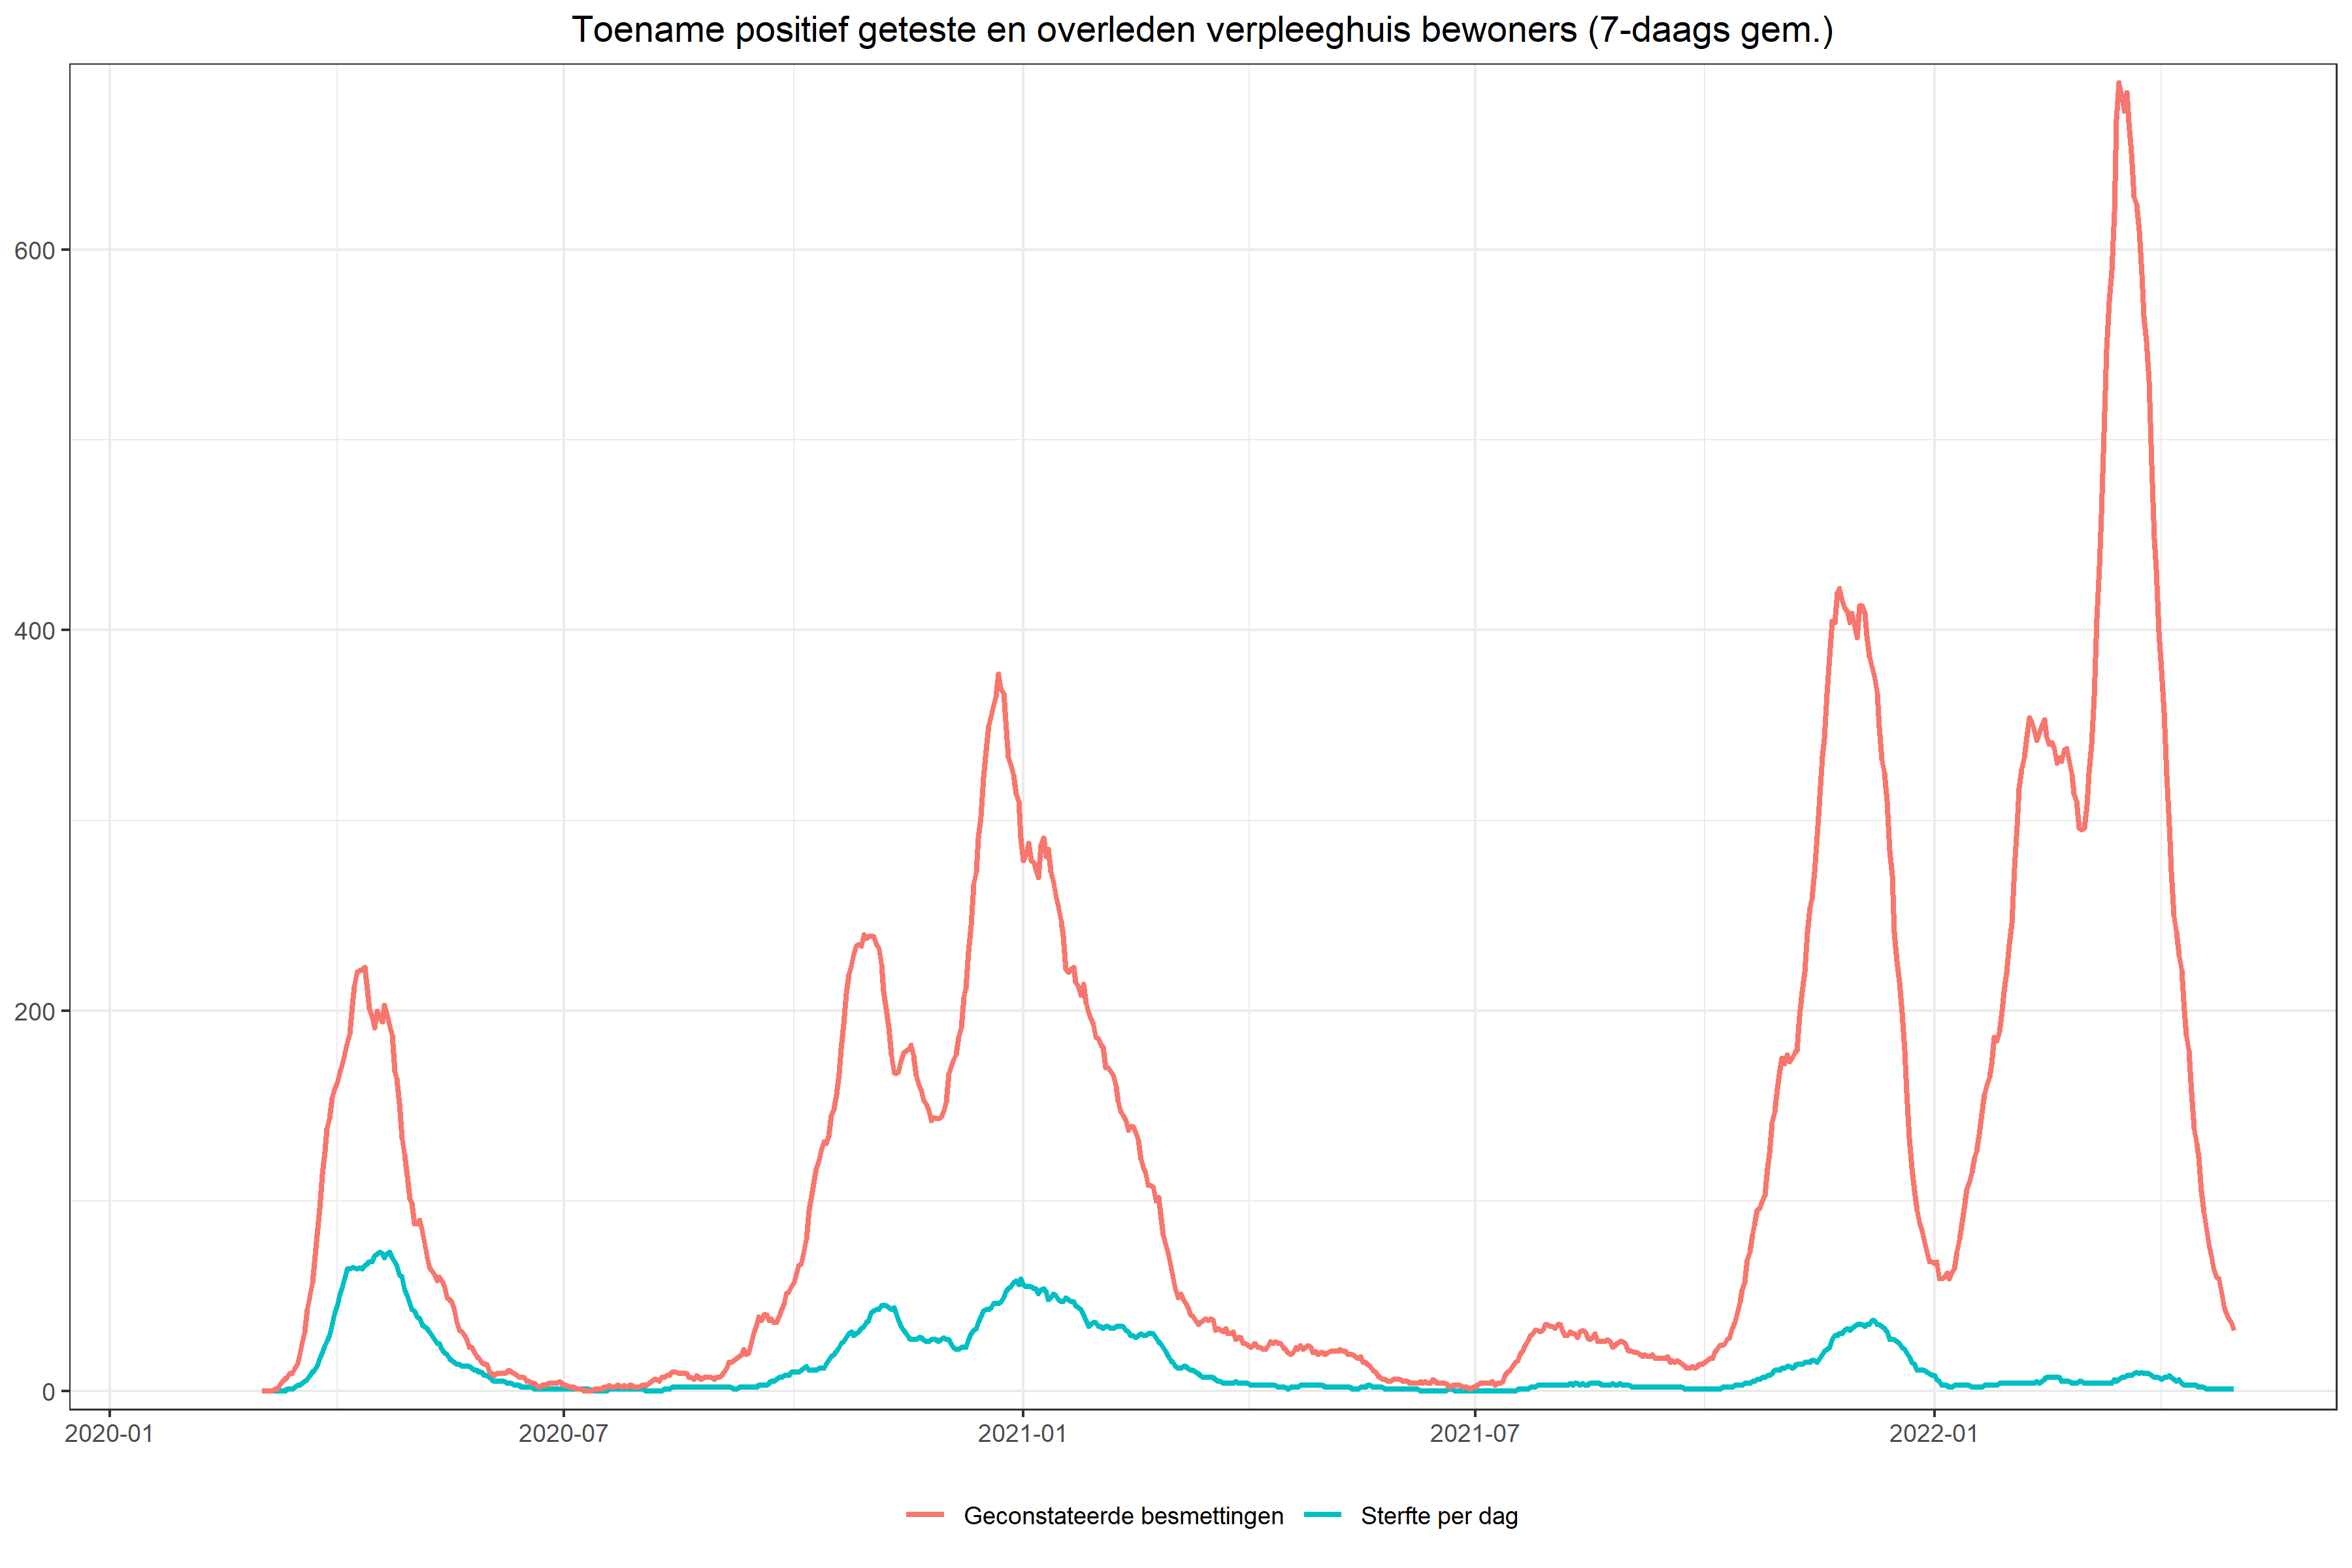 Toename positief geteste en overleden verpleeghuis bewoners (7-daags gem.)
600
400
200
0
2020-01 2020-07 2021-01 2021-07 2022-01
Geconstateerde besmettingen Sterfte per dag